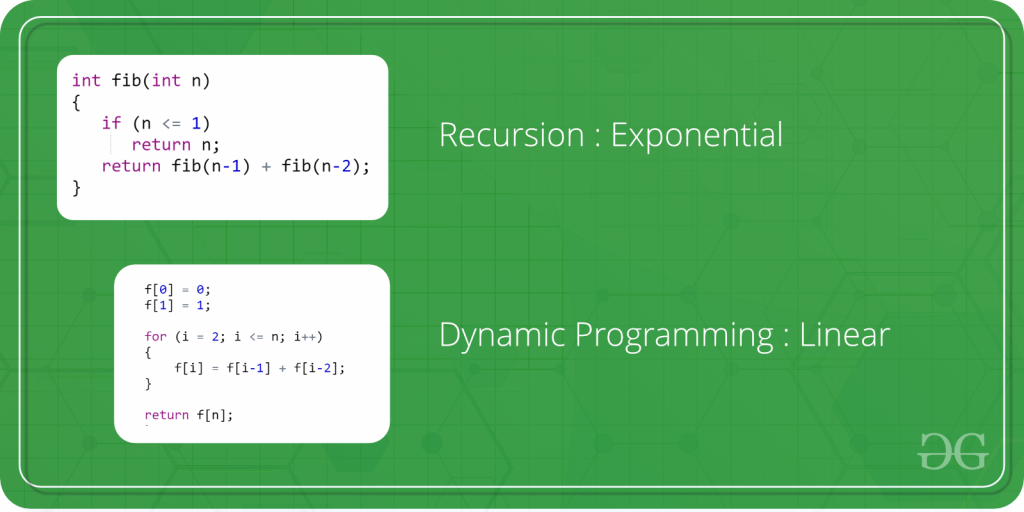 int fib(int n)
{
if (n <= 1)
return n;
return fib(n-1) + fib(n-2);
}
Recursion : Exponential
f[0] = 0;
f[1] = 1;
for (i = 2; i <= n; i++)
{
f[i] = f[i-1] + f[i-2];
}
return f[n];
Dynamic Programming : Linear